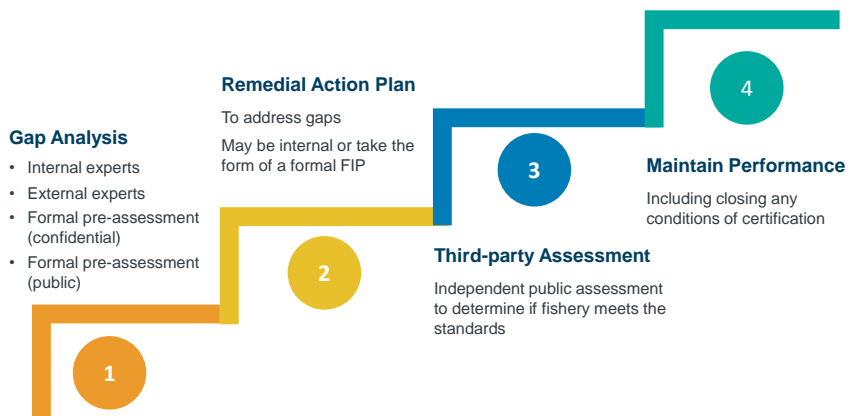 Gap Analysis
• Internal experts
• External experts
• Formal pre-assessment
(confidential)
• Formal pre-assessment
(public)
1
Remedial Action Plan
To address gaps
May be internal or take the
form of a formal FIP
2
3
Third-party Assessment
Independent public assessment
to determine if fishery meets the
standards
4
Maintain Performance
Including closing any
conditions of certification